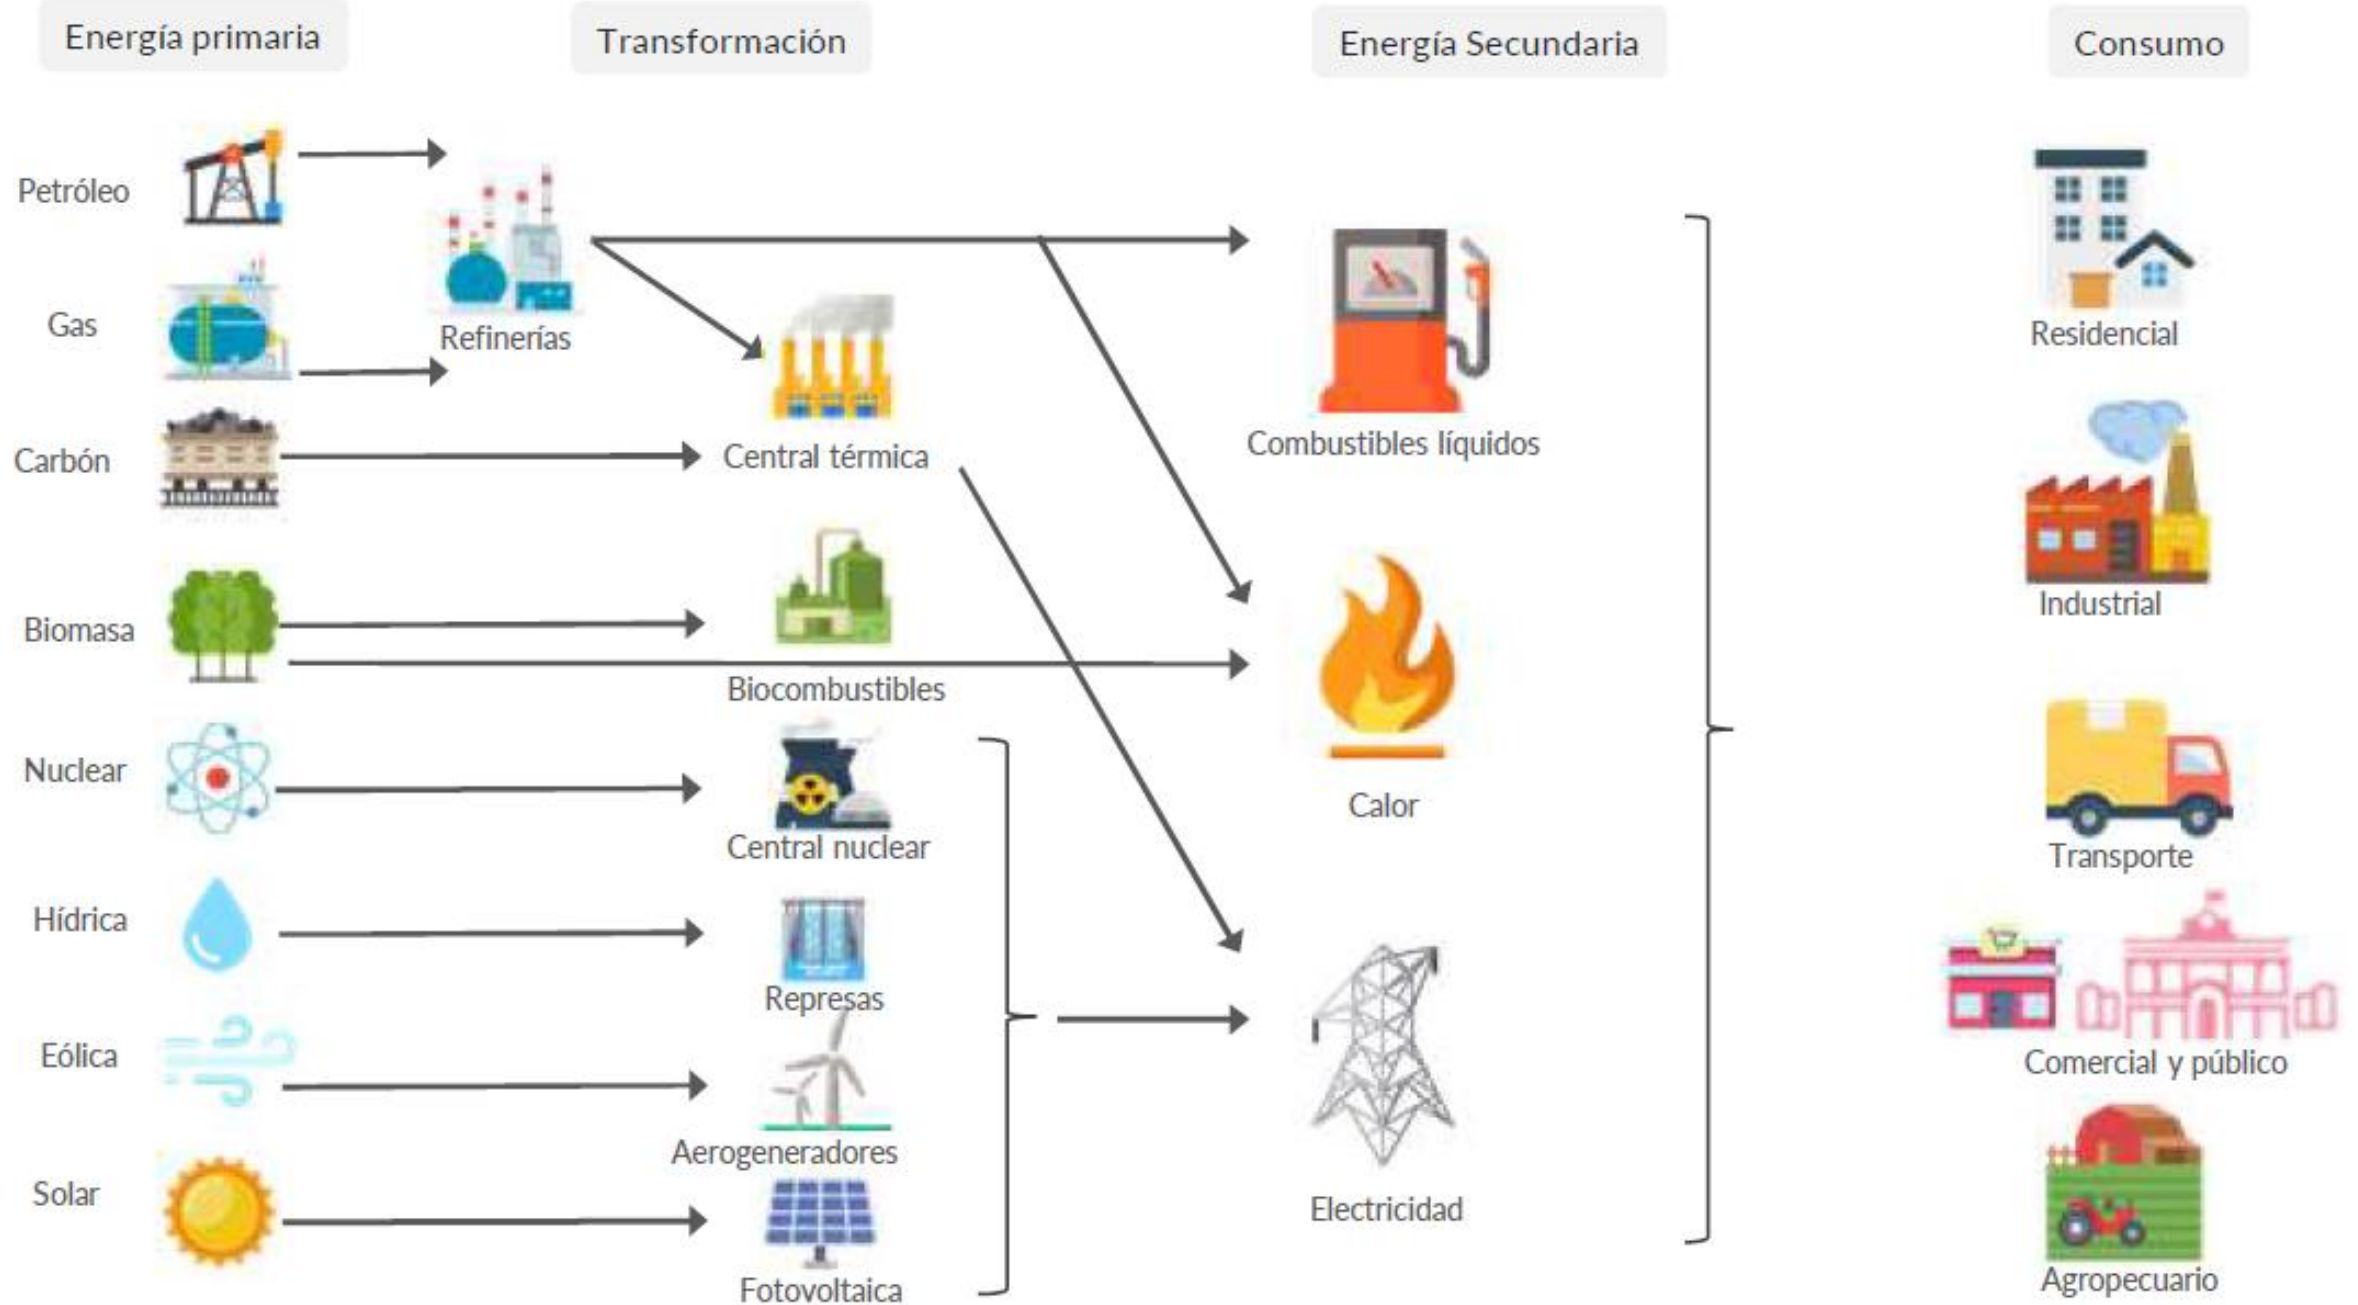 Energía primaria
Transformación
Energía Secundaria
Consumo
Petróleo
Gas
Carbón
Biomasa
Nuclear
Hídrica
Eólica
Solar
Refinerías
Central térmica
Biocombustibles
Central nuclear
Represas
Aerogeneradores
Fotovoltaica
Combustibles líquidos
Calor
Electricidad
Residencial
Industrial
Transporte
Comercial y público
Agropecuario